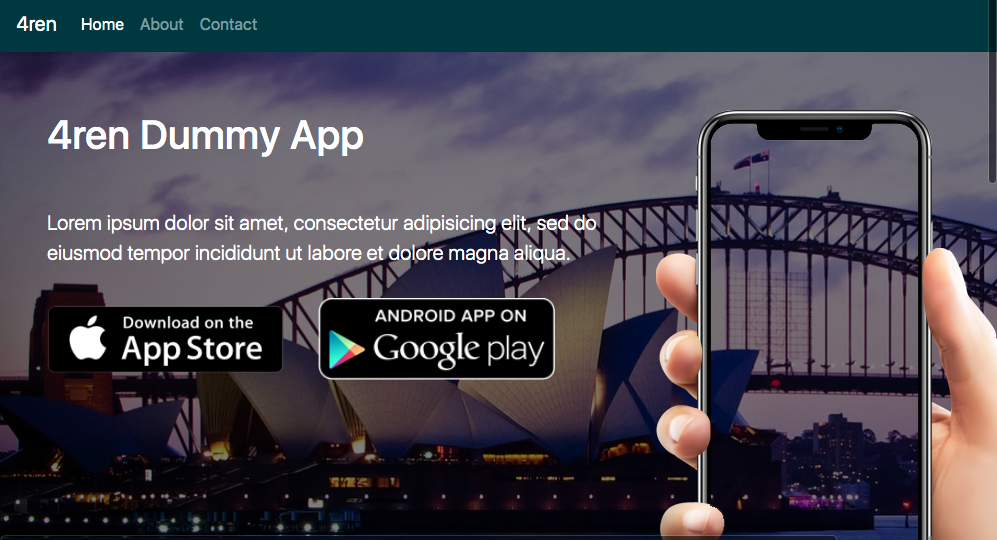 4ren Home About Contact
4ren Dummy App
Lorem ipsum dolor sit amet, consectetur adipisicing elit, sed do
eiusmod tempor incididunt ut labore et dolore magna aliqua.
Download on the
App Store
ANDROID APP ON
Google play